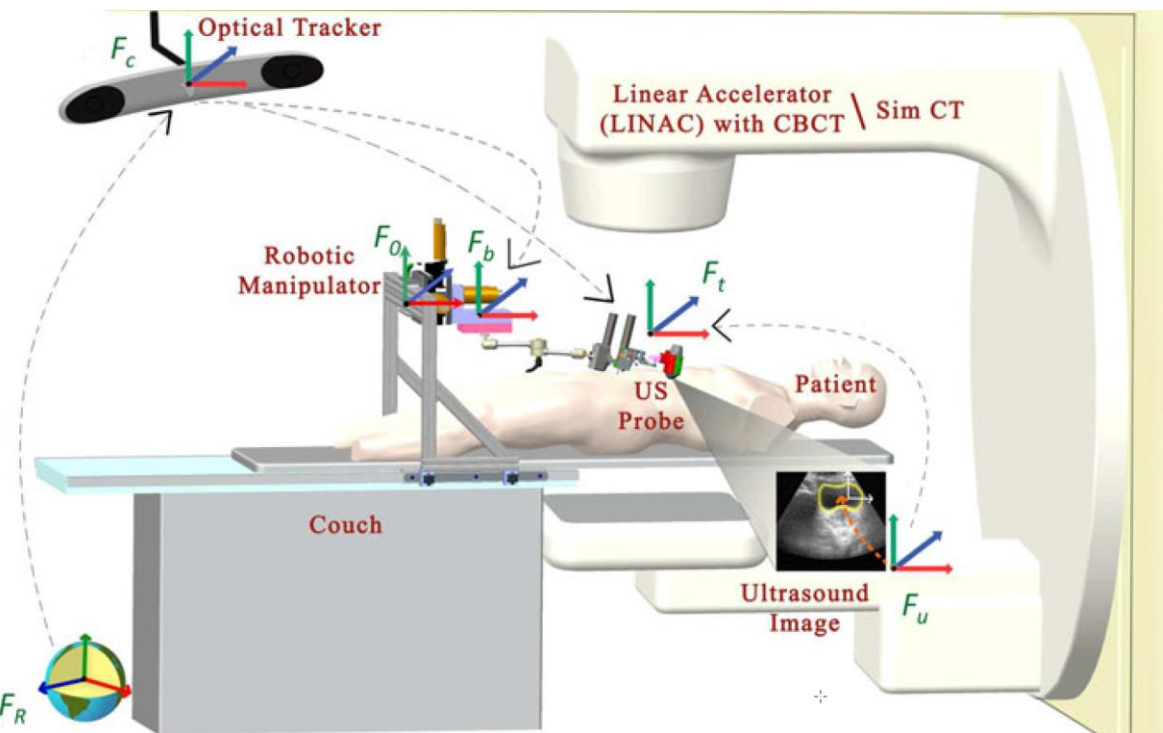 Optical Tracker
F_c
Linear Accelerator
(LINAC) with CBCT \ Sim CT
Robotic
Manipulator
F_0
F_b
F_t
US
Probe
Patient
Couch
Ultrasound
Image
F_u
F_R